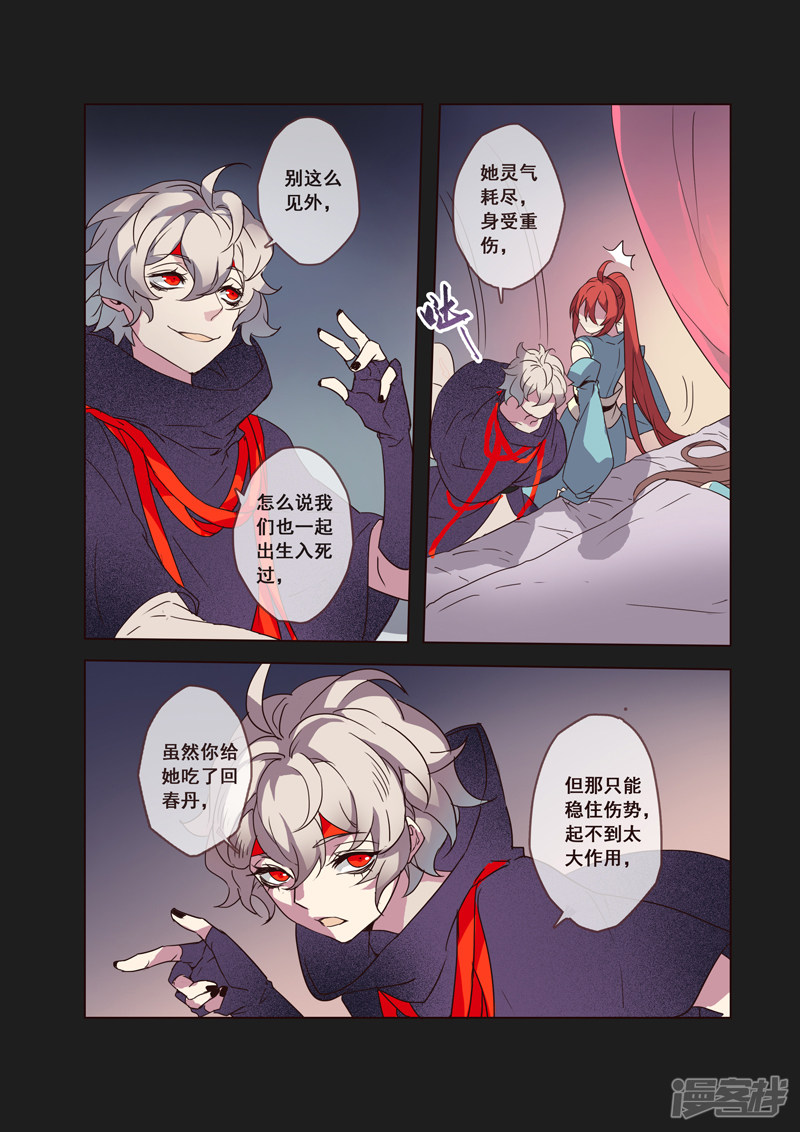 别这么
见外，
怎么说我
们也一起
出生入死
过，
她灵气
耗尽，
身受重
伤，
哒
虽然你给
她吃了回
春丹，
但那只能
稳住伤势，
起不到太
大作用，
漫客栈